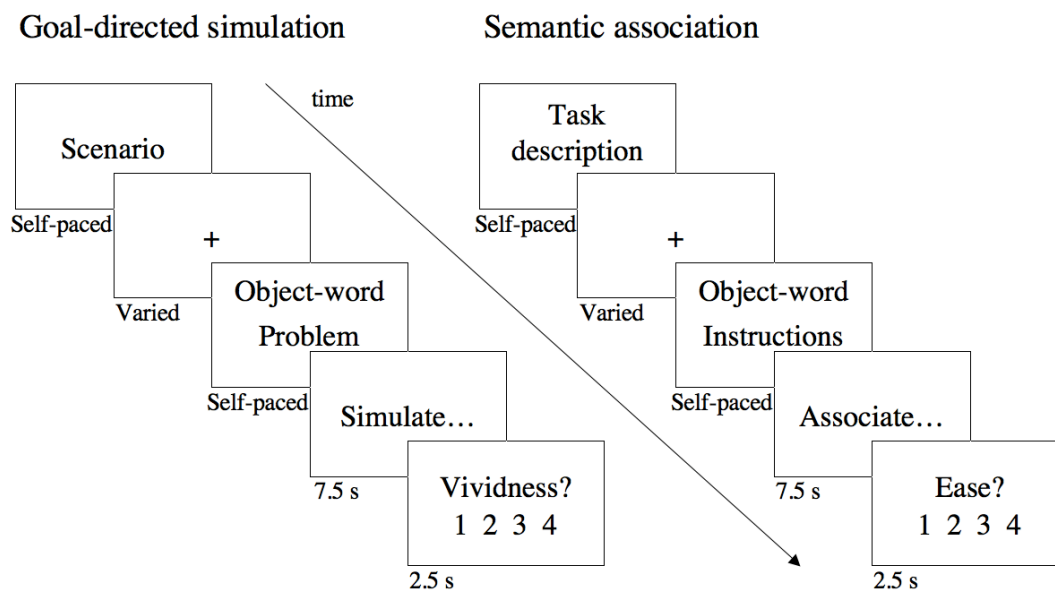 Goal-directed simulation
Semantic association
time
Scenario
Self-paced
+
Varied
Object-word
Problem
Self-paced
Simulate…
7.5 s
Vividness?
1 2 3 4
2.5 s
Task
description
Self-paced
+
Varied
Object-word
Instructions
Self-paced
Associate…
7.5 s
Ease?
1 2 3 4
2.5 s